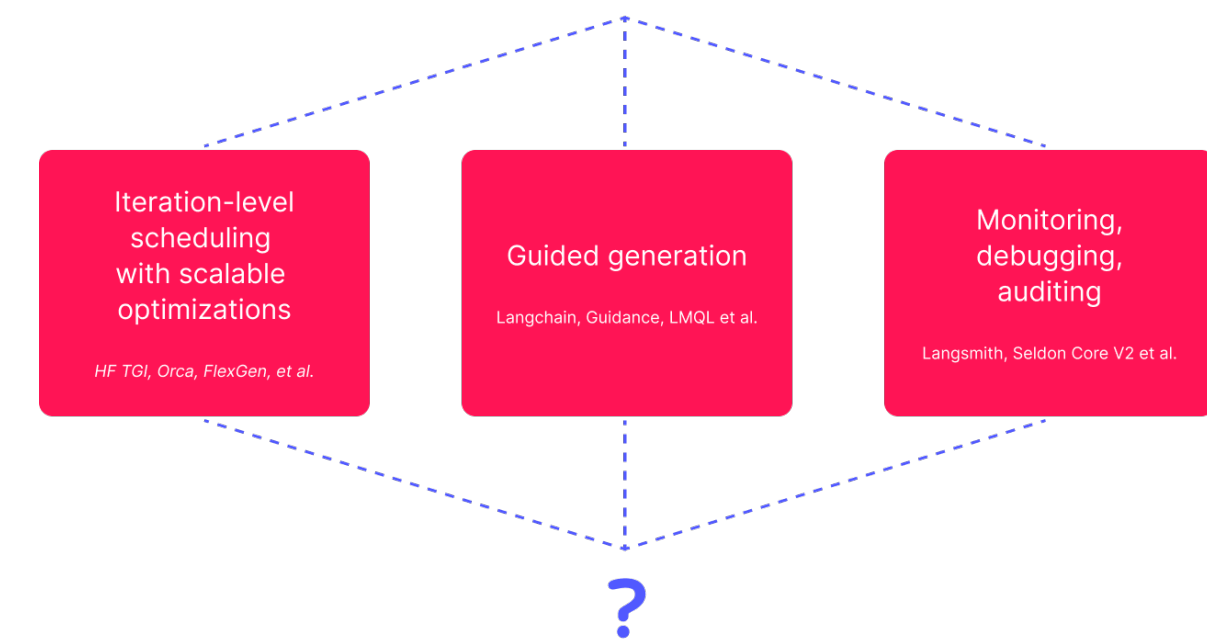 Iteration-level
scheduling
with scalable
optimizations
HF TGI, Orca, FlexGen, et al.
Guided generation
Langchain, Guidance, LMQL et al.
Monitoring,
debugging,
auditing
Langsmith, Seldon Core V2 et al.
?